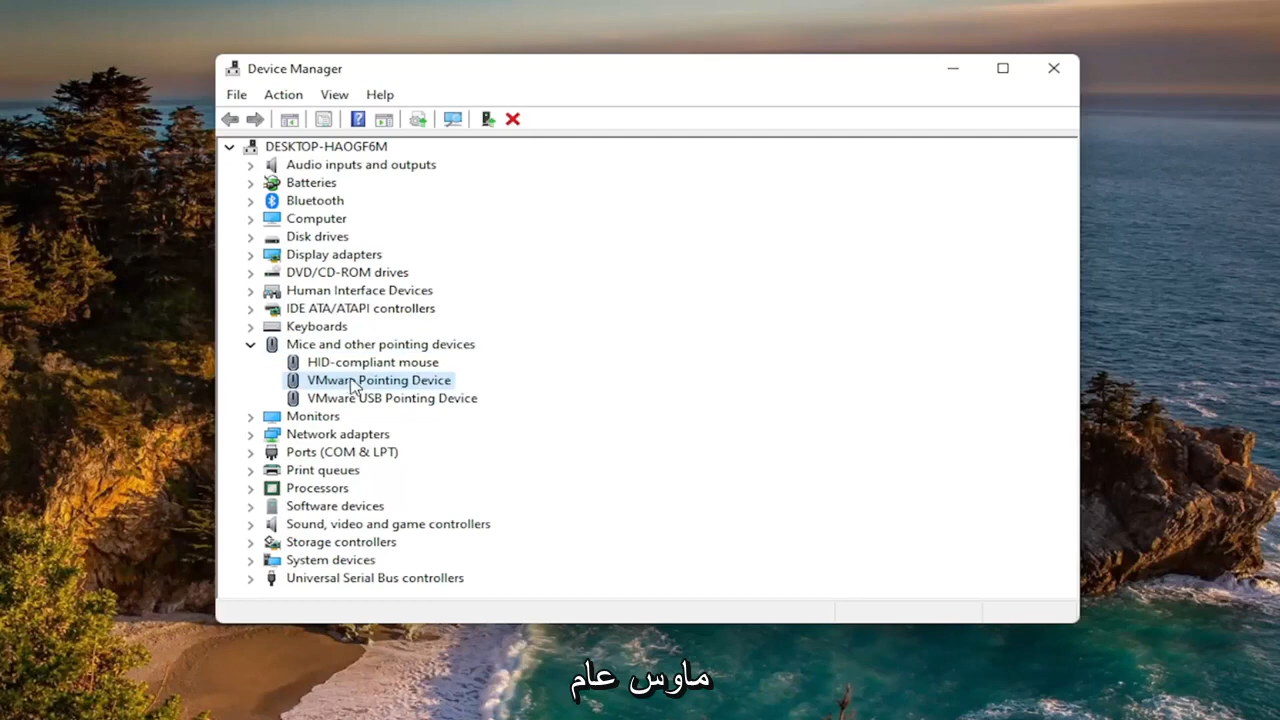 Device Manager
File Action View Help
DESKTOP-HAOGF6M
Audio inputs and outputs
Batteries
Bluetooth
Computer
Disk drives
Display adapters
DVD/CD-ROM drives
Human Interface Devices
IDE ATA/ATAPI controllers
Keyboards
Mice and other pointing devices
HID-compliant mouse
VMware Pointing Device
VMware USB Pointing Device
Monitors
Network adapters
Ports (COM & LPT)
Print queues
Processors
Software devices
Sound, video and game controllers
Storage controllers
System devices
Universal Serial Bus controllers
ماوس عام